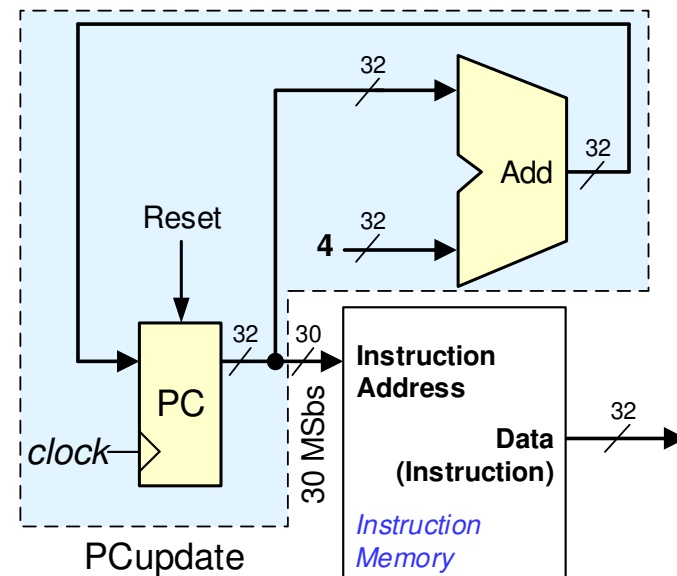 32
Add
32
4
32
Reset
32
30
PC
clock
30 MSbs
Instruction
Address
Data
(Instruction)
32
Instruction
Memory
PCupdate